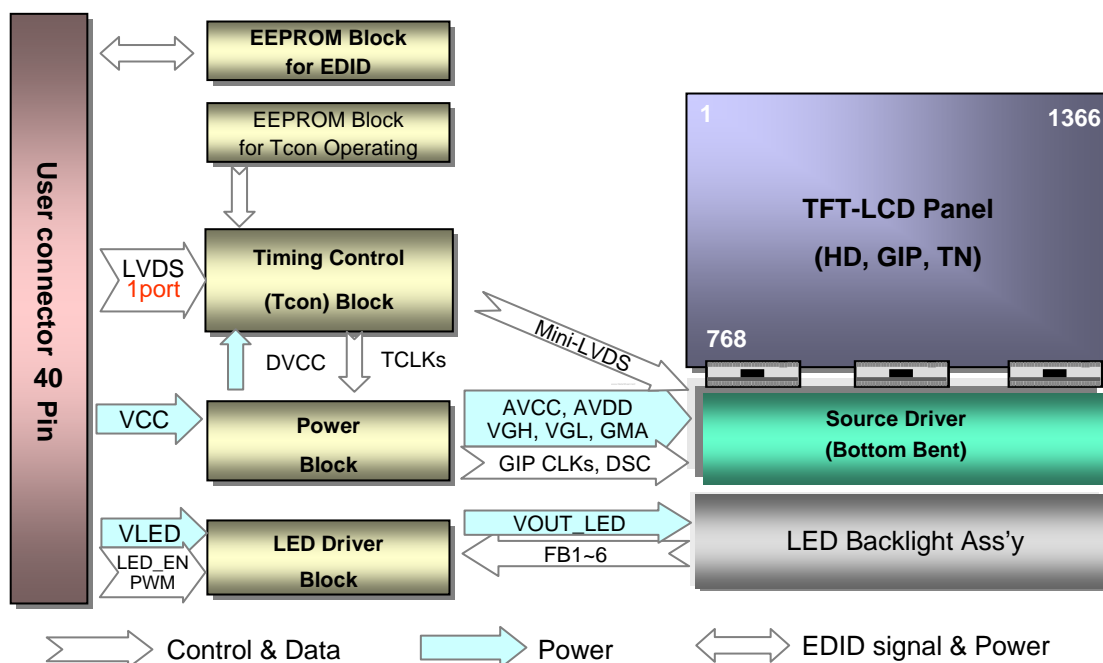 User connector 40 Pin
EEPROM Block
for EDID
EEPROM Block
for Tcon Operating
LVDS
1port
Timing Control
(Tcon) Block
DVCC
TCLKs
Mini-LVDS
VCC
Power
Block
AVCC, AVDD
VGH, VGL, GMA
GIP CLKs, DSC
VLED
LED_EN
PWM
LED Driver
Block
VOUT_LED
FB1~6
1
1366
TFT-LCD Panel
(HD, GIP, TN)
768
Source Driver
(Bottom Bent)
LED Backlight Ass’y
Control & Data
Power
EDID signal & Power